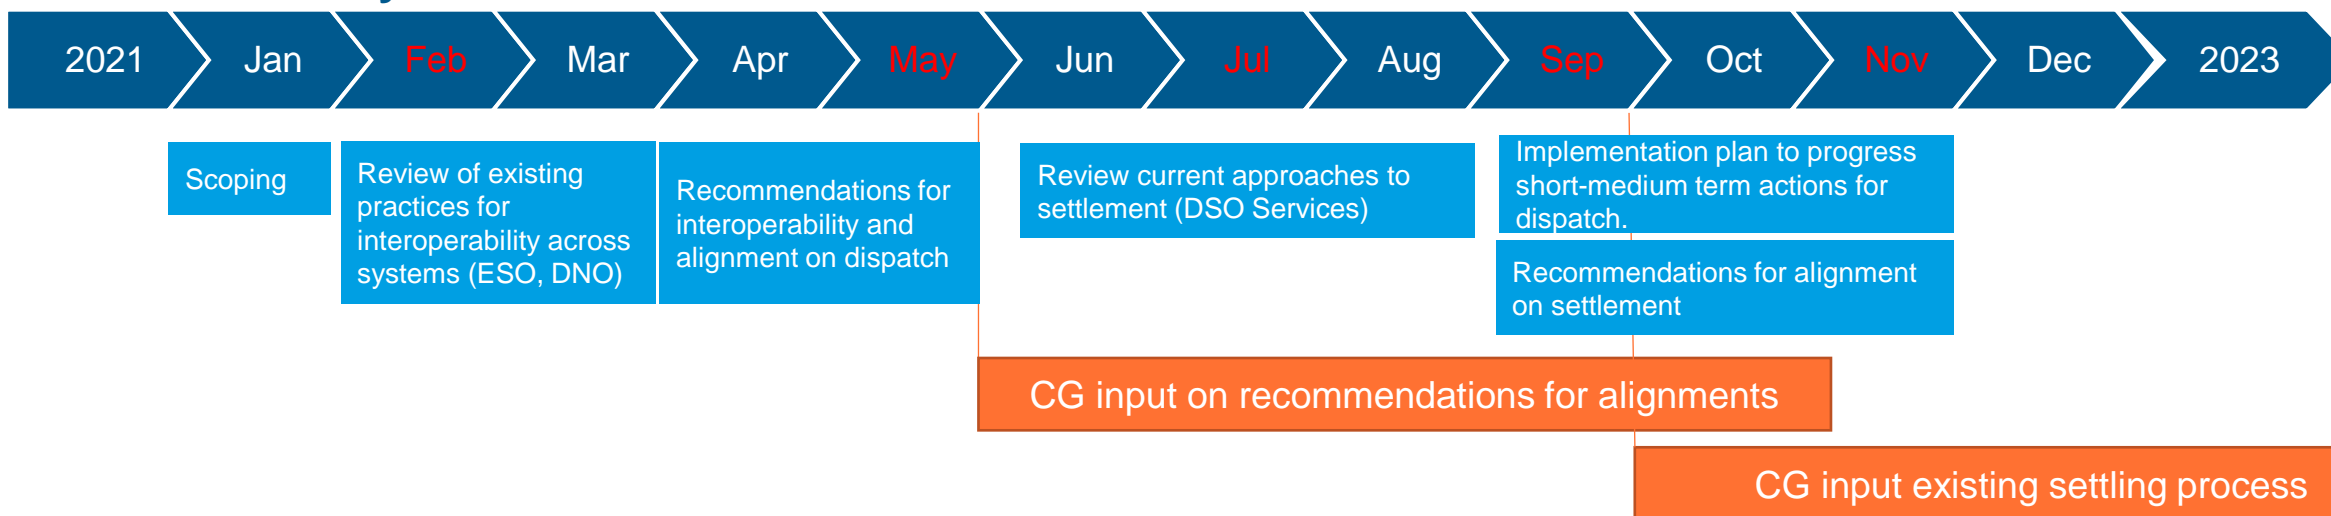 2021
Jan
Feb
Mar
Apr
May
Jun
Jul
Aug
Sep
Oct
Nov
Dec
2023
Scoping
Review of existing
practices for
interoperability across
systems (ESO, DNO)
Recommendations for
interoperability and
alignment on dispatch
Review current approaches to
settlement (DSO Services)
Implementation plan to progress
short-medium term actions for
dispatch.
Recommendations for alignment
on settlement
CG input on recommendations for alignments
CG input existing settling process